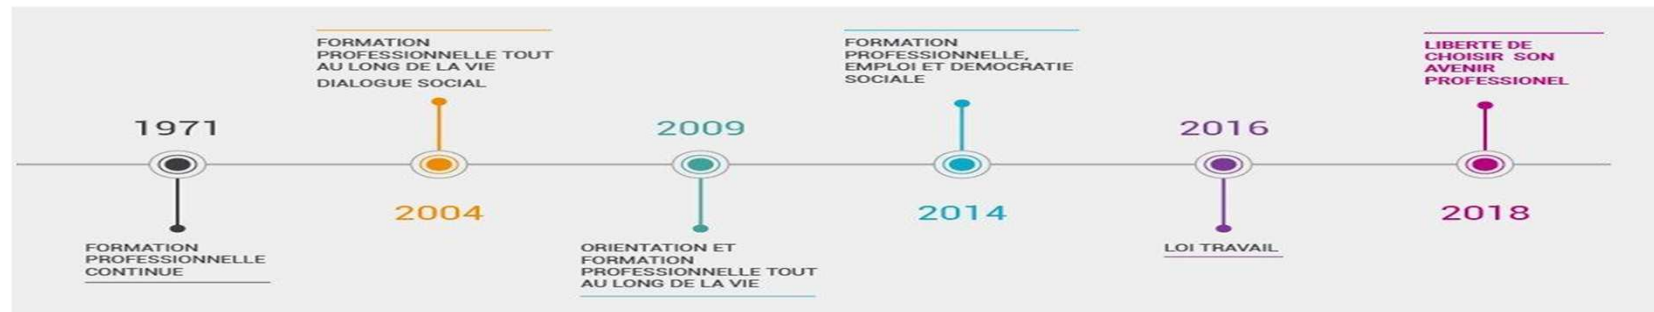 1971
FORMATION
PROFESSIONNELLE
CONTINUE
FORMATION
PROFESSIONNELLE TOUT
AU LONG DE LA VIE
DIALOGUE SOCIAL
2004
2009
ORIENTATION ET
FORMATION
PROFESSIONNELLE TOUT
AU LONG DE LA VIE
FORMATION
PROFESSIONNELLE,
EMPLOI ET DEMOCRATIE
SOCIALE
2014
2016
LOI TRAVAIL
LIBERTE DE
CHOISIR SON
AVENIR
PROFESSIONEL
2018